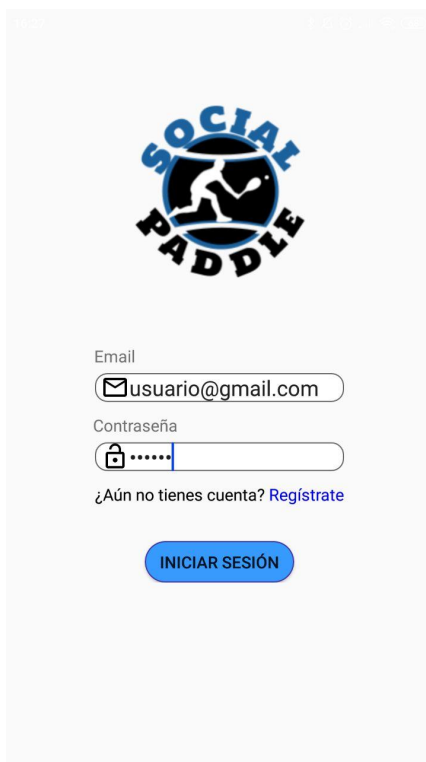 SOCIAL
PADDLE
Email
usuario@gmail.com
Contraseña
••••••
¿Aún no tienes cuenta? Regístrate
INICIAR SESIÓN